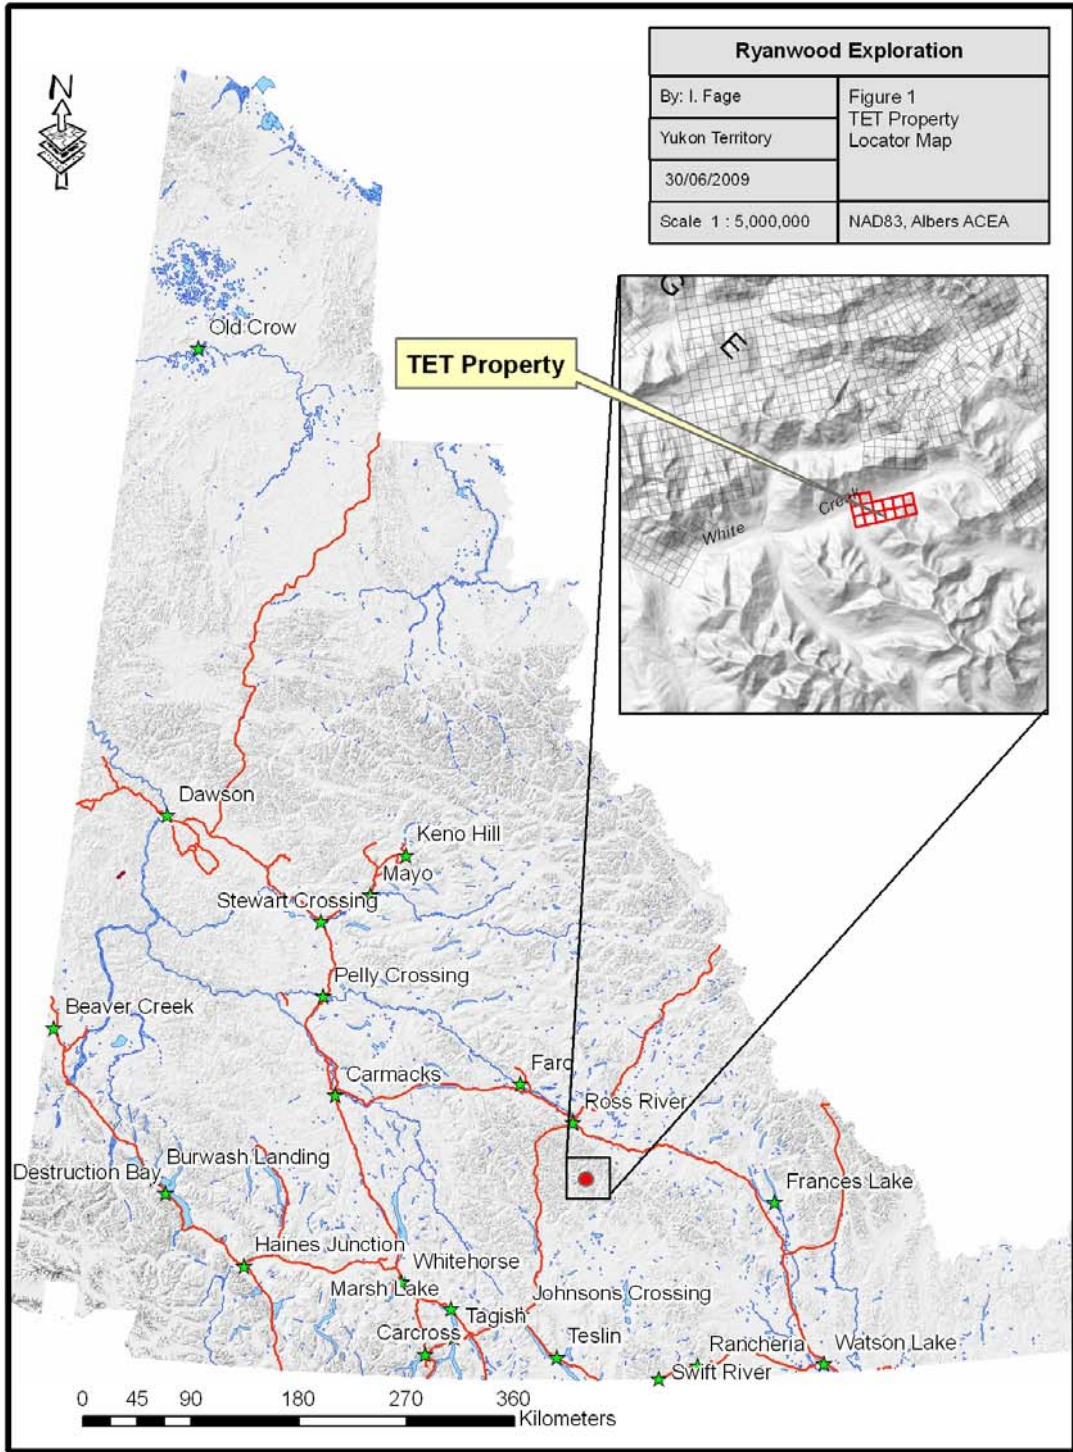 Ryanwood Exploration
By: I. Fage
Figure 1
TET Property
Locator Map
Yukon Territory
30/06/2009
Scale 1 : 5,000,000
NAD83, Albers ACEA
N
G
E
TET Property
Creek
White
Old Crow
Dawson
Keno Hill
Mayo
Stewart Crossing
Pelly Crossing
Beaver Creek
Faro
Carmacks
Ross River
Burwash Landing
Destruction Bay
Frances Lake
Haines Junction
Whitehorse
Marsh Lake
Johnsons Crossing
Tagish
Carcross
Teslin
Rancheria
Watson Lake
Swift River
0 45 90 180 270 360
Kilometers